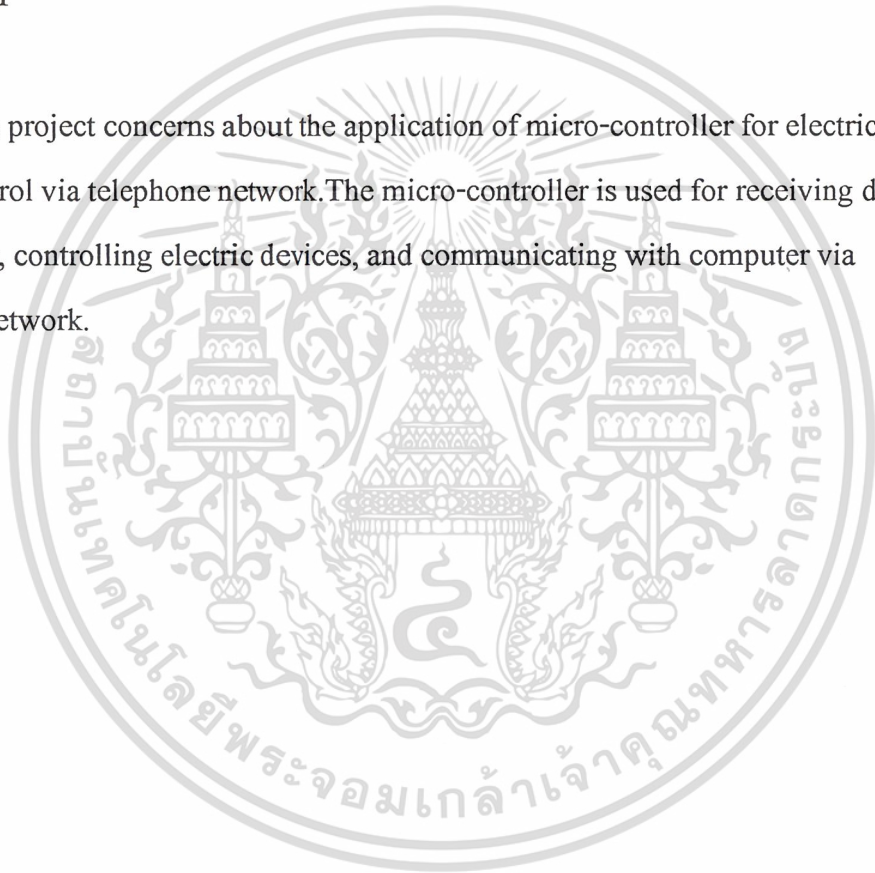 project concerns about the application of micro-controller for electric
rol via telephone network.The micro-controller is used for receiving d
, controlling electric devices, and communicating with computer via
etwork.
สถาบันเทคโนโลยีพระจอมเกล้าเจ้าคุณทหารลาดกระบัง